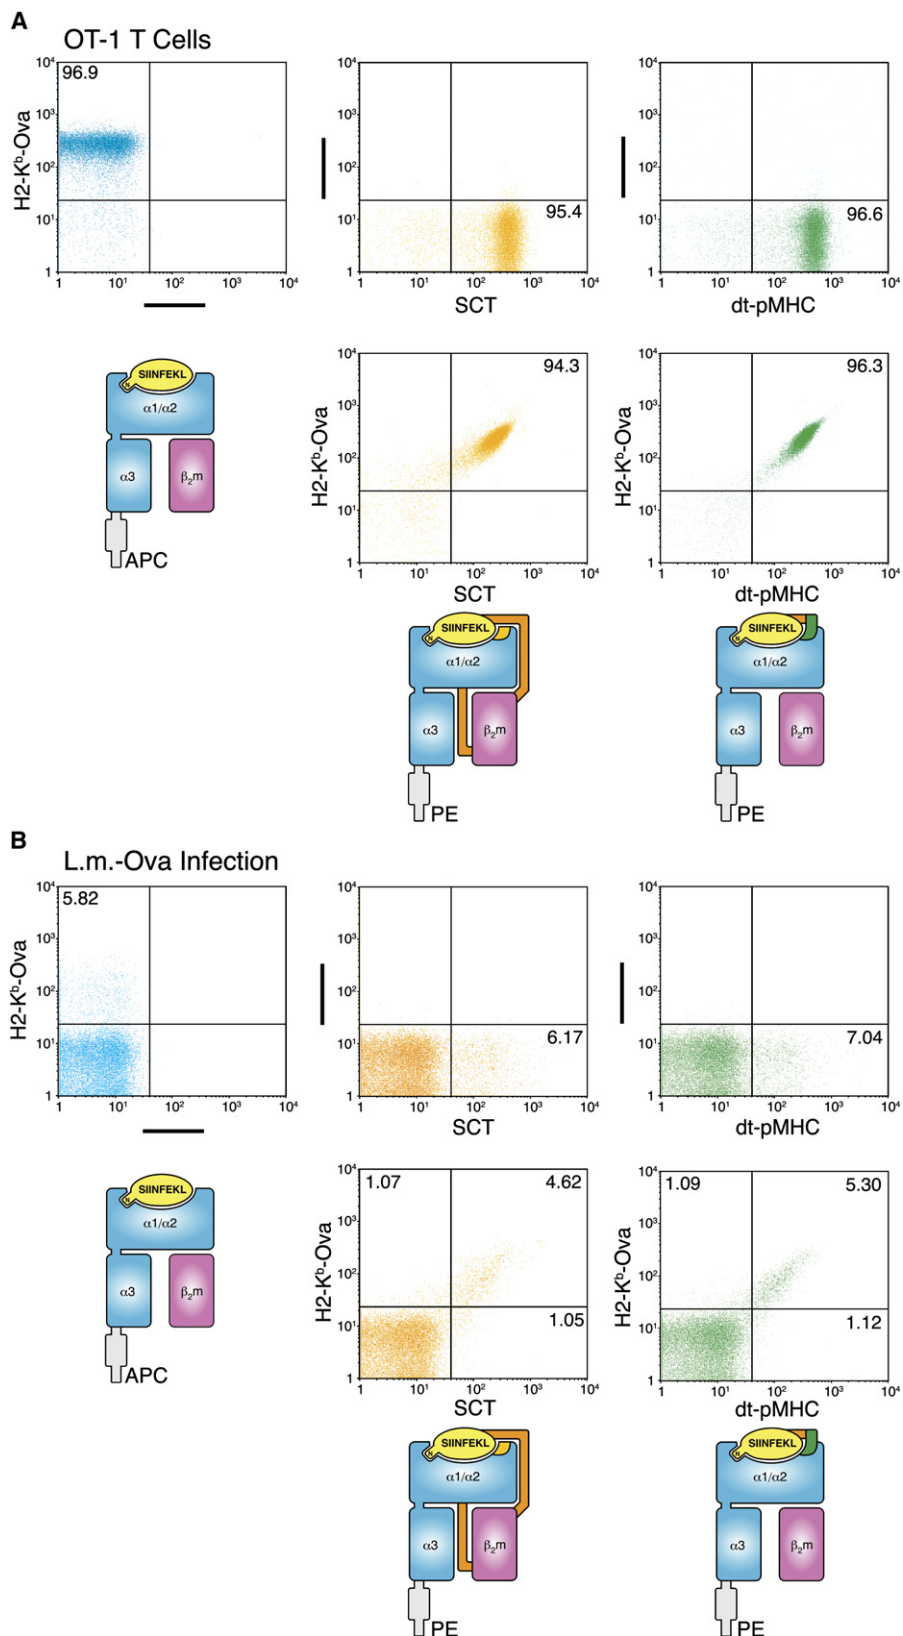 A
OT-1 T Cells
96.9
H2-Kᵇ-Ova
10⁴
10³
10²
10¹
1
1 10¹ 10² 10³ 10⁴
95.4
10⁴
10³
10²
10¹
1
1 10¹ 10² 10³ 10⁴
SCT
96.6
10⁴
10³
10²
10¹
1
1 10¹ 10² 10³ 10⁴
dt-pMHC
SIINFEKL
N
α1/α2
α3
β₂m
APC
94.3
H2-Kᵇ-Ova
10⁴
10³
10²
10¹
1
1 10¹ 10² 10³ 10⁴
SCT
96.3
H2-Kᵇ-Ova
10⁴
10³
10²
10¹
1
1 10¹ 10² 10³ 10⁴
dt-pMHC
SIINFEKL
N
α1/α2
α3
β₂m
PE
SIINFEKL
N
α1/α2
α3
β₂m
PE
B
L.m.-Ova Infection
5.82
H2-Kᵇ-Ova
10⁴
10³
10²
10¹
1
1 10¹ 10² 10³ 10⁴
6.17
10⁴
10³
10²
10¹
1
1 10¹ 10² 10³ 10⁴
SCT
7.04
10⁴
10³
10²
10¹
1
1 10¹ 10² 10³ 10⁴
dt-pMHC
SIINFEKL
N
α1/α2
α3
β₂m
APC
1.07 4.62
1.05
H2-Kᵇ-Ova
10⁴
10³
10²
10¹
1
1 10¹ 10² 10³ 10⁴
SCT
1.09 5.30
1.12
H2-Kᵇ-Ova
10⁴
10³
10²
10¹
1
1 10¹ 10² 10³ 10⁴
dt-pMHC
SIINFEKL
N
α1/α2
α3
β₂m
PE
SIINFEKL
N
α1/α2
α3
β₂m
PE